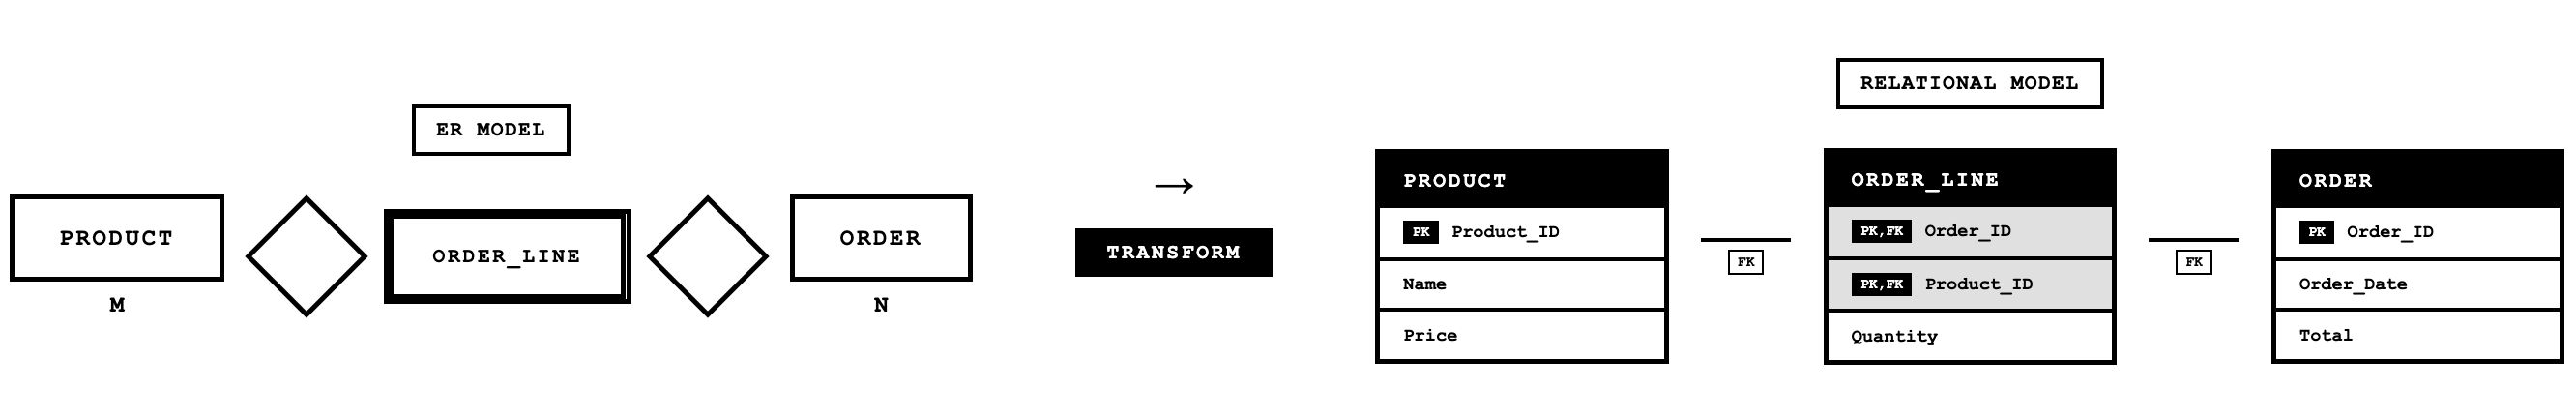 ER MODEL
PRODUCT
M
ORDER_LINE
ORDER
N
→
TRANSFORM
RELATIONAL MODEL
PRODUCT
PK Product_ID
Name
Price
FK
ORDER_LINE
PK,FK Order_ID
PK,FK Product_ID
Quantity
FK
ORDER
PK Order_ID
Order_Date
Total